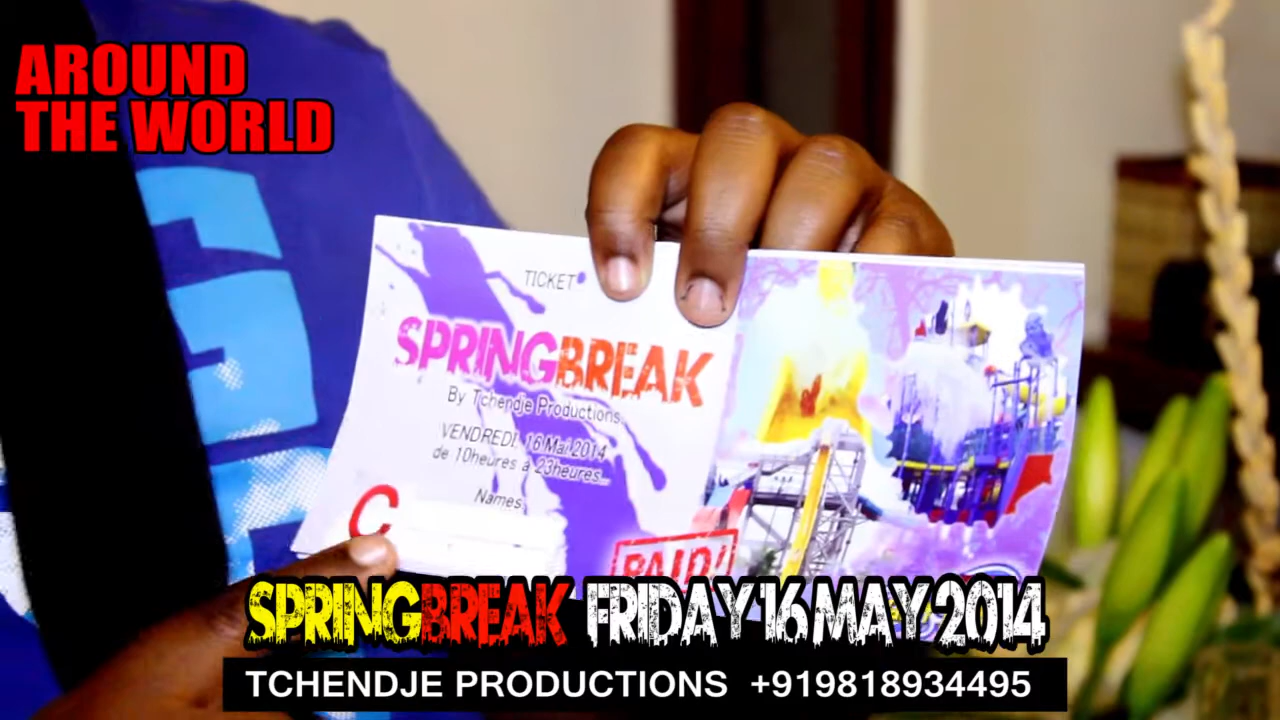 AROUND
THE WORLD
TICKET
SPRINGBREAK
By Tchendje Productions
VENDREDI 16 Mai 2014
de 10heures à 23heures...
Names
C
PAID!
SPRINGBREAK FRIDAY 16 MAY 2014
TCHENDJE PRODUCTIONS +919818934495